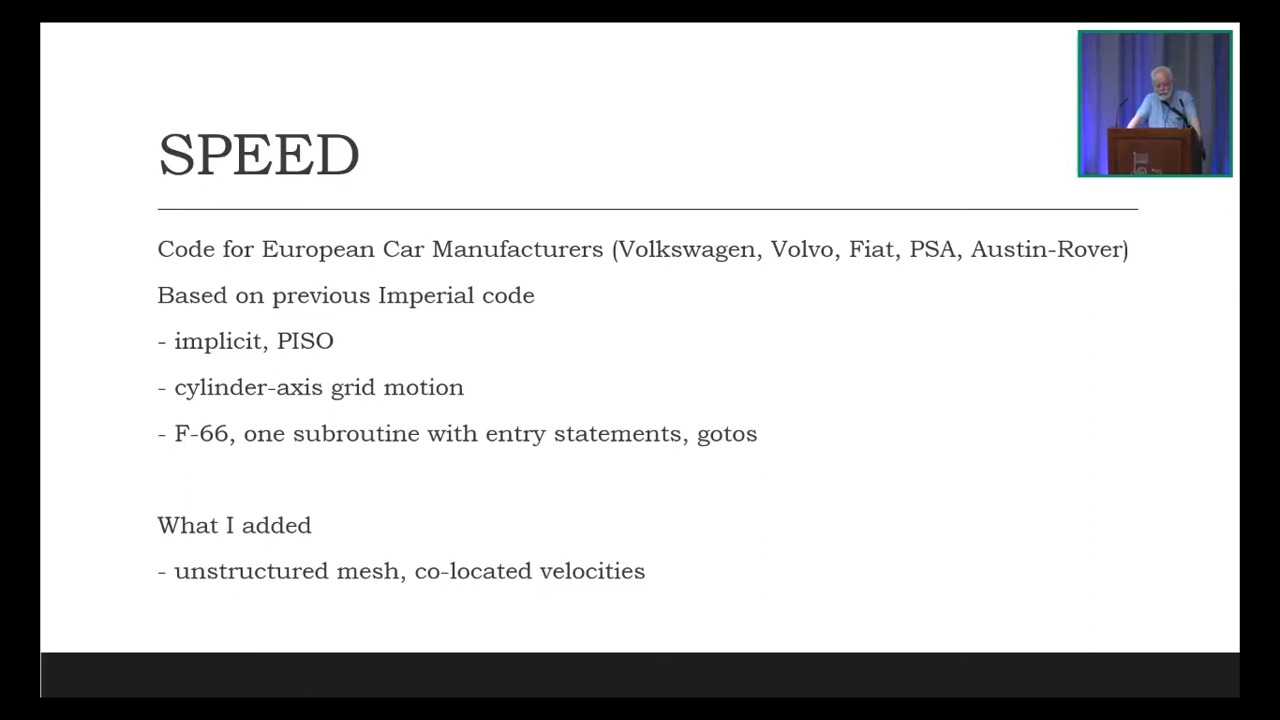 SPEED
Code for European Car Manufacturers (Volkswagen, Volvo, Fiat, PSA, Austin-Rover)
Based on previous Imperial code
- implicit, PISO
- cylinder-axis grid motion
- F-66, one subroutine with entry statements, gotos
What I added
- unstructured mesh, co-located velocities